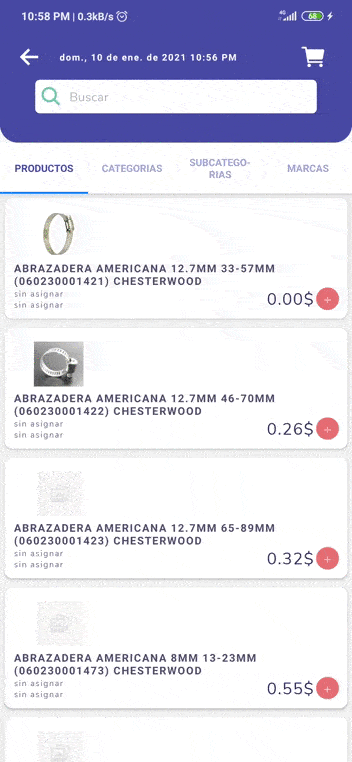 10:58 PM | 0.3kB/s
4G 68
dom., 10 de ene. de 2021 10:56 PM
Buscar
PRODUCTOS
CATEGORIAS
SUBCATEGO-
RIAS
MARCAS
ABRAZADERA AMERICANA 12.7MM 33-57MM
(060230001421) CHESTERWOOD
sin asignar
sin asignar
0.00$ +
ABRAZADERA AMERICANA 12.7MM 46-70MM
(060230001422) CHESTERWOOD
sin asignar
sin asignar
0.26$ +
ABRAZADERA AMERICANA 12.7MM 65-89MM
(060230001423) CHESTERWOOD
sin asignar
sin asignar
0.32$ +
ABRAZADERA AMERICANA 8MM 13-23MM
(060230001473) CHESTERWOOD
sin asignar
sin asignar
0.55$ +